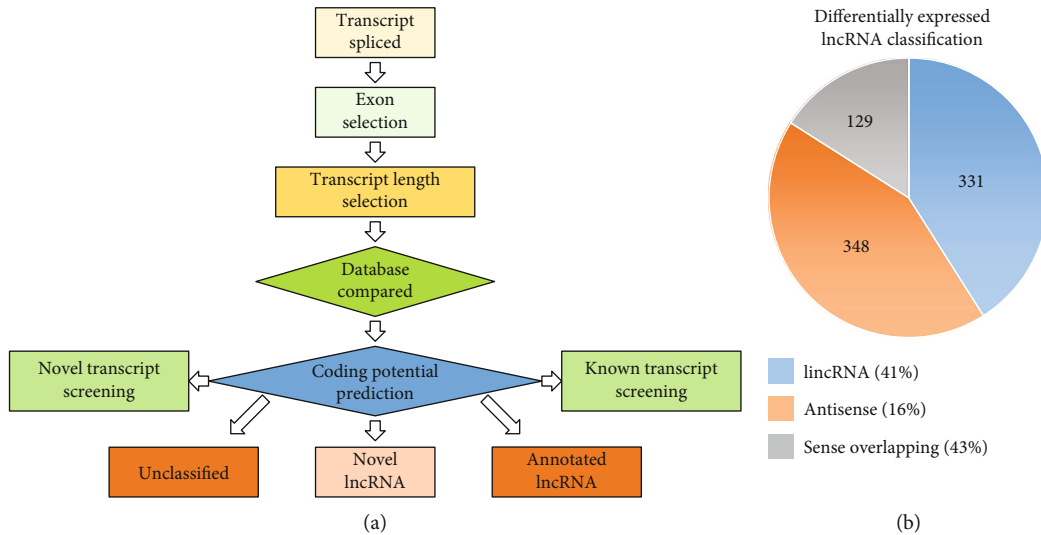 Transcript
spliced
Exon
selection
Transcript length
selection
Database
compared
Novel transcript
screening
Coding potential
prediction
Known transcript
screening
Unclassified
Novel
lncRNA
Annotated
lncRNA
(a)
Differentially expressed
lncRNA classification
129
331
348
lincRNA (41%)
Antisense (16%)
Sense overlapping (43%)
(b)